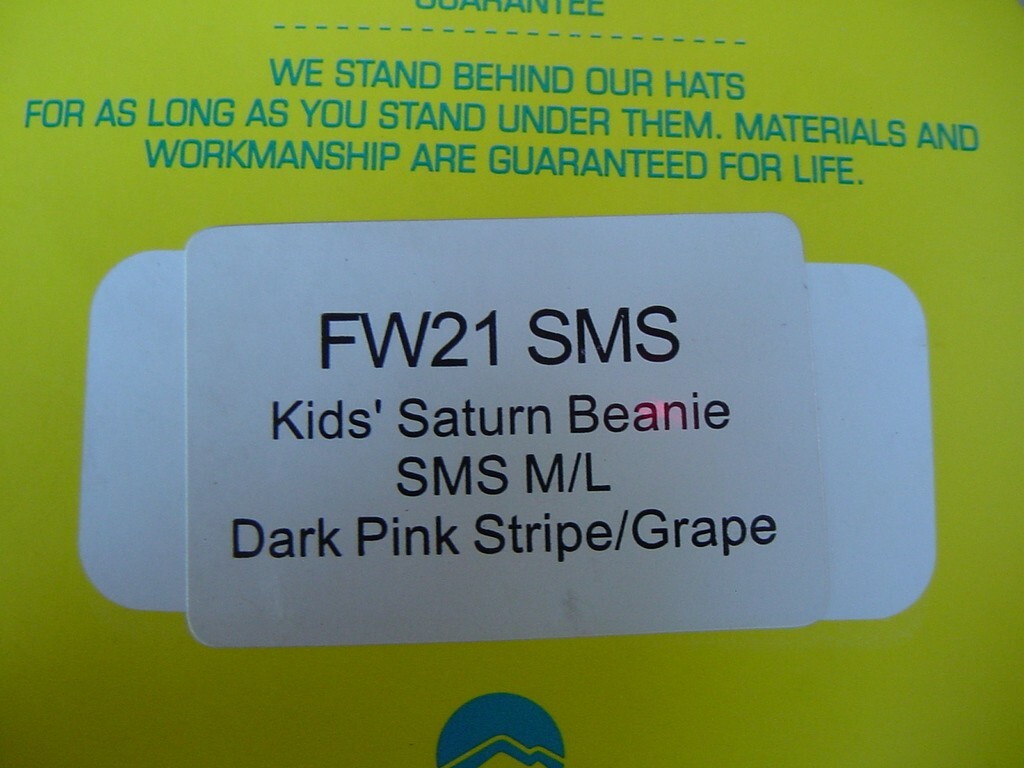 GUARANTEE
WE STAND BEHIND OUR HATS
FOR AS LONG AS YOU STAND UNDER THEM. MATERIALS AND
WORKMANSHIP ARE GUARANTEED FOR LIFE.
FW21 SMS
Kids' Saturn Beanie
SMS M/L
Dark Pink Stripe/Grape